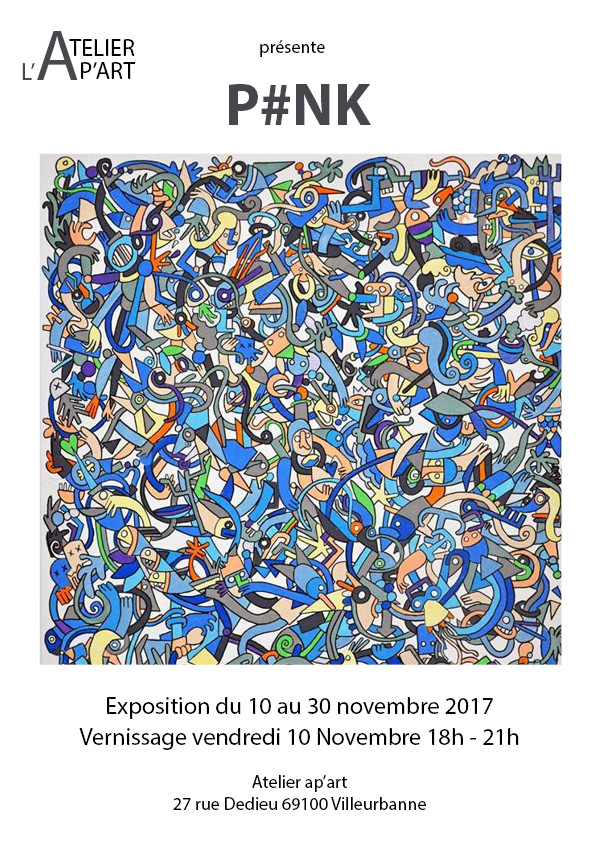 L'ATELIER AP'ART
présente
P#NK
Exposition du 10 au 30 novembre 2017
Vernissage vendredi 10 Novembre 18h - 21h
Atelier ap'art
27 rue Dedieu 69100 Villeurbanne